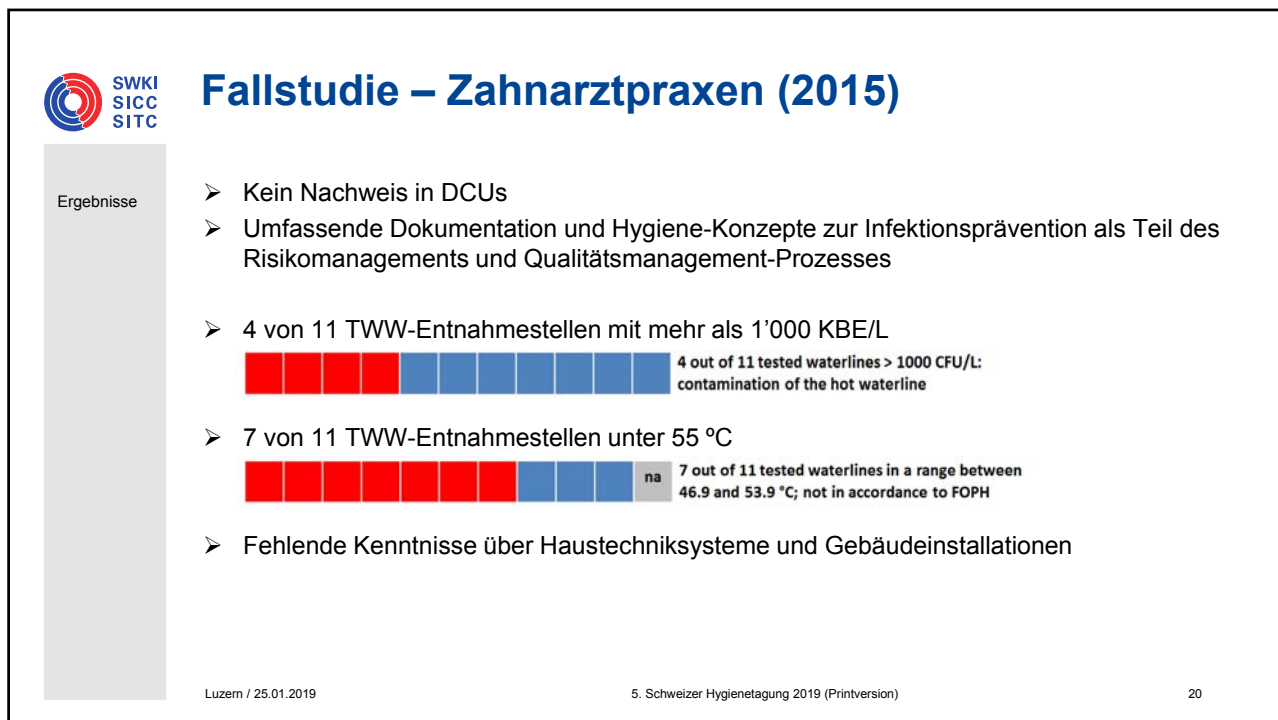 SWKI
SICC
SITC
Fallstudie – Zahnarztpraxen (2015)
Ergebnisse
➢ Kein Nachweis in DCUs
➢ Umfassende Dokumentation und Hygiene-Konzepte zur Infektionsprävention als Teil des
Risikomanagements und Qualitätsmanagement-Prozesses
➢ 4 von 11 TWW-Entnahmestellen mit mehr als 1’000 KBE/L
4 out of 11 tested waterlines > 1000 CFU/L:
contamination of the hot waterline
➢ 7 von 11 TWW-Entnahmestellen unter 55 ºC
na
7 out of 11 tested waterlines in a range between
46.9 and 53.9 °C; not in accordance to FOPH
➢ Fehlende Kenntnisse über Haustechniksysteme und Gebäudeinstallationen
Luzern / 25.01.2019 5. Schweizer Hygienetagung 2019 (Printversion) 20